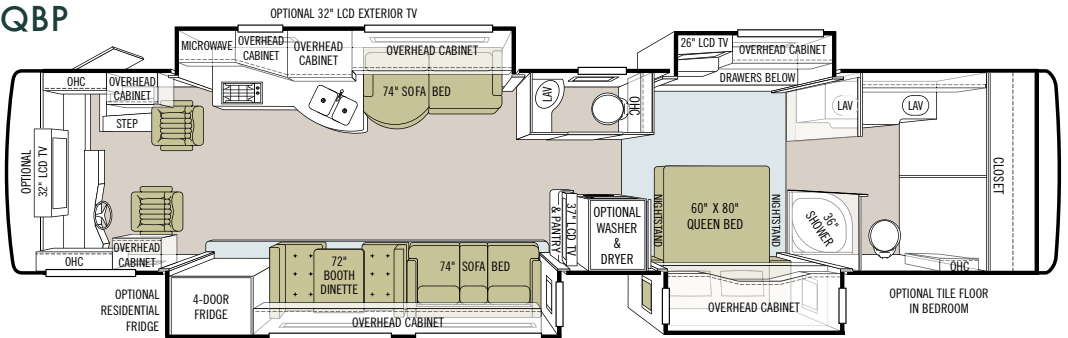 QBP
OPTIONAL 32" LCD EXTERIOR TV
MICROWAVE
OVERHEAD
CABINET
OVERHEAD
CABINET
OVERHEAD CABINET
26" LCD TV
OVERHEAD CABINET
DRAWERS BELOW
OHC
OVERHEAD
CABINET
STEP
74" SOFA BED
LAV
OHC
LAV
LAV
OPTIONAL
32" LCD TV
CLOSET
37" LCD TV
& PANTRY
OPTIONAL
WASHER
&
DRYER
NIGHTSTAND
60" X 80"
QUEEN BED
NIGHTSTAND
36"
SHOWER
OHC
OVERHEAD
CABINET
OHC
72"
BOOTH
DINETTE
74" SOFA BED
OPTIONAL
RESIDENTIAL
FRIDGE
4-DOOR
FRIDGE
OVERHEAD CABINET
OVERHEAD CABINET
OPTIONAL TILE FLOOR
IN BEDROOM